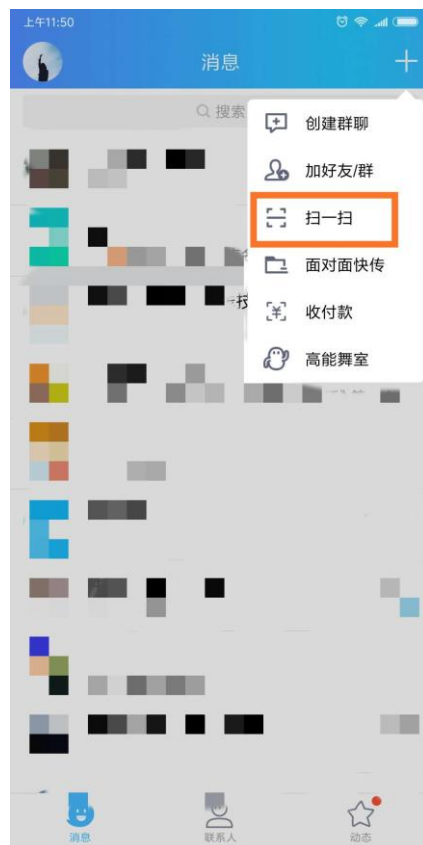 上午11:50
消息
搜索
创建群聊
加好友/群
扫一扫
面对面快传
收付款
高能舞室
消息
联系人
动态